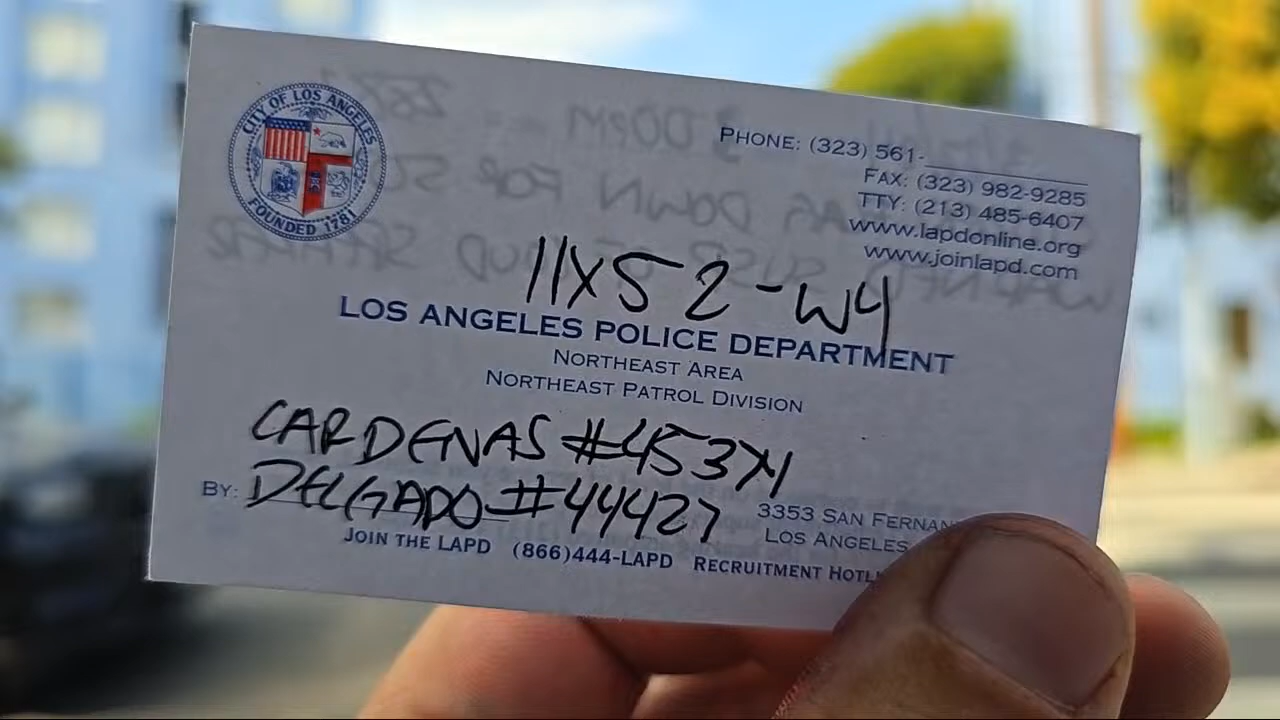 CITY OF LOS ANGELES
FOUNDED 1781
PHONE: (323) 561-
FAX: (323) 982-9285
TTY: (213) 485-6407
www.lapdonline.org
www.joinlapd.com
11X52-W4
LOS ANGELES POLICE DEPARTMENT
NORTHEAST AREA
NORTHEAST PATROL DIVISION
CARDENAS #45371
BY: DELGADO #44427
3353 SAN FERNAN
LOS ANGELES
JOIN THE LAPD (866)444-LAPD RECRUITMENT HOTL